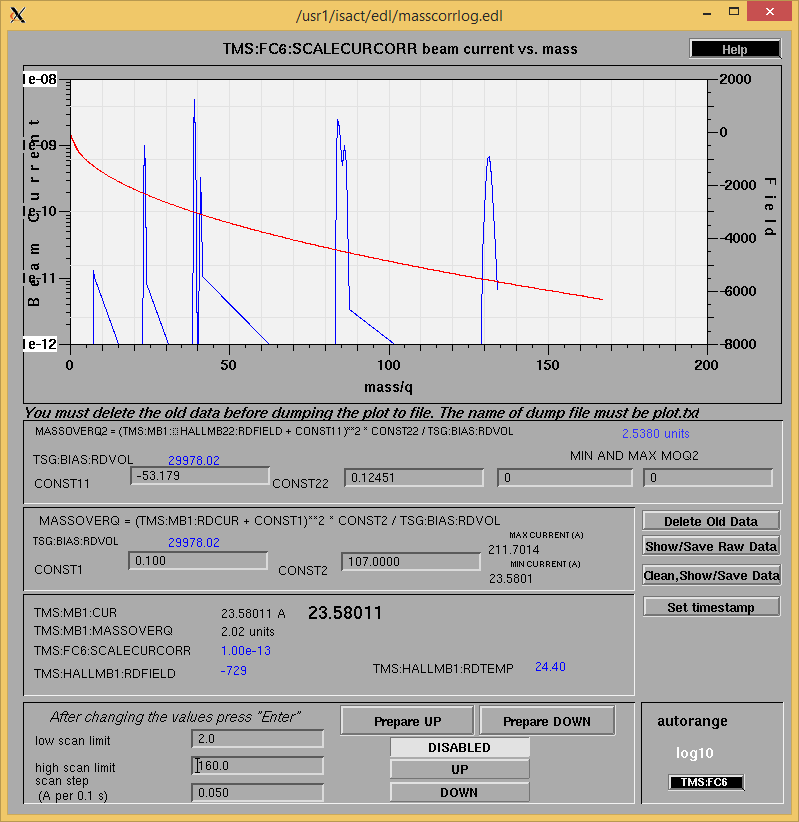 /usr1/isact/edl/masscorrlog.edl
TMS:FC6:SCALECURCORR beam current vs. mass
Help
1e-08
1e-09
1e-10
1e-11
1e-12
Beam Current
2000
0
-2000
-4000
-6000
-8000
Field
0 50 100 150 200
mass/q
You must delete the old data before dumping the plot to file. The name of dump file must be plot.txt
MASSOVERQ2 = (TMS:MB1:HALLMB22:RDFIELD + CONST11)**2 * CONST22 / TSG:BIAS:RDVOL
2.5380 units
TSG:BIAS:RDVOL 29978.02
MIN AND MAX MOQ2
CONST11 -53.179 CONST22 0.12451 0 0
MASSOVERQ = (TMS:MB1:RDCUR + CONST1)**2 * CONST2 / TSG:BIAS:RDVOL
TSG:BIAS:RDVOL 29978.02
MAX CURRENT (A)
211.7014
CONST1 0.100 CONST2 107.0000
MIN CURRENT (A)
23.5801
Delete Old Data
Show/Save Raw Data
Clean,Show/Save Data
Set timestamp
TMS:MB1:CUR 23.58011 A 23.58011
TMS:MB1:MASSOVERQ 2.02 units
TMS:FC6:SCALECURCORR 1.00e-13
TMS:HALLMB1:RDFIELD -729
TMS:HALLMB1:RDTEMP 24.40
After changing the values press "Enter"
low scan limit 2.0
high scan limit 160.0
scan step
(A per 0.1 s) 0.050
Prepare UP Prepare DOWN
DISABLED
UP
DOWN
autorange
log10
TMS:FC6